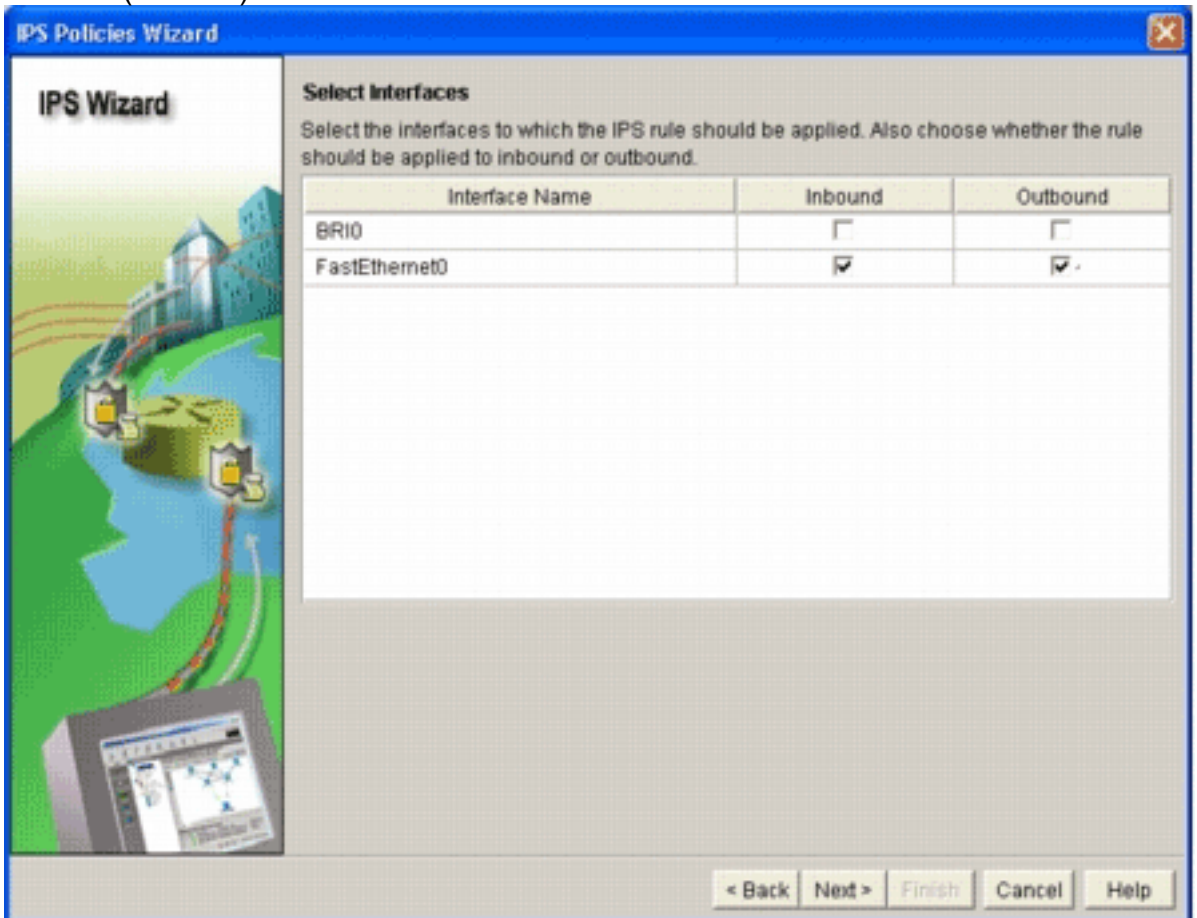 IPS Policies Wizard
IPS Wizard
Select Interfaces
Select the interfaces to which the IPS rule should be applied. Also choose whether the rule
should be applied to inbound or outbound.
Interface Name Inbound Outbound
BRI0
FastEthernet0
< Back Next > Finish Cancel Help